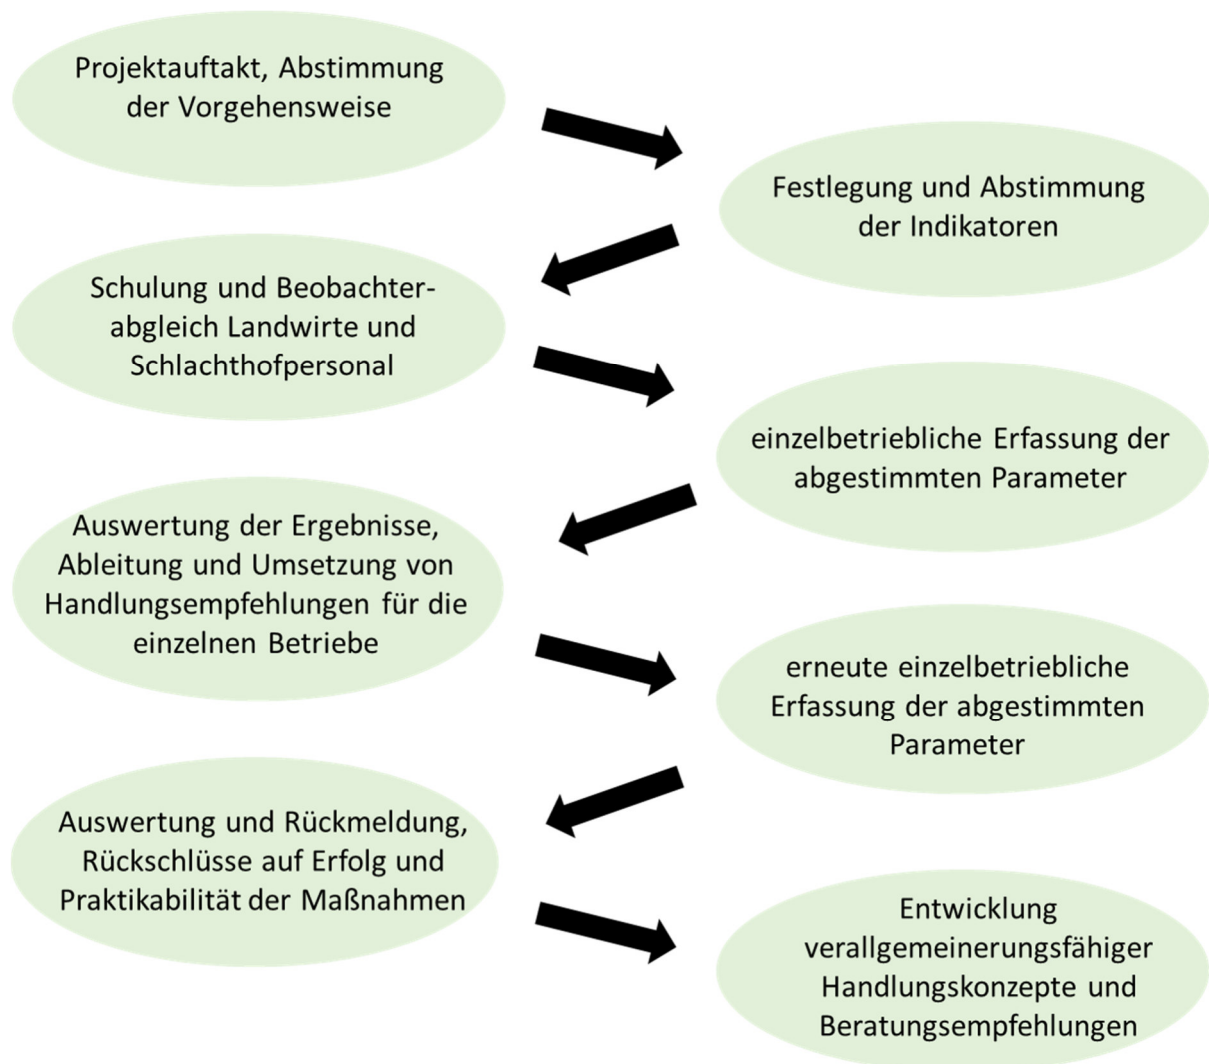 Projektauftakt, Abstimmung
der Vorgehensweise
Festlegung und Abstimmung
der Indikatoren
Schulung und Beobachter-
abgleich Landwirte und
Schlachthofpersonal
einzelbetriebliche Erfassung der
abgestimmten Parameter
Auswertung der Ergebnisse,
Ableitung und Umsetzung von
Handlungsempfehlungen für die
einzelnen Betriebe
erneute einzelbetriebliche
Erfassung der abgestimmten
Parameter
Auswertung und Rückmeldung,
Rückschlüsse auf Erfolg und
Praktikabilität der Maßnahmen
Entwicklung
verallgemeinerungsfähiger
Handlungskonzepte und
Beratungsempfehlungen